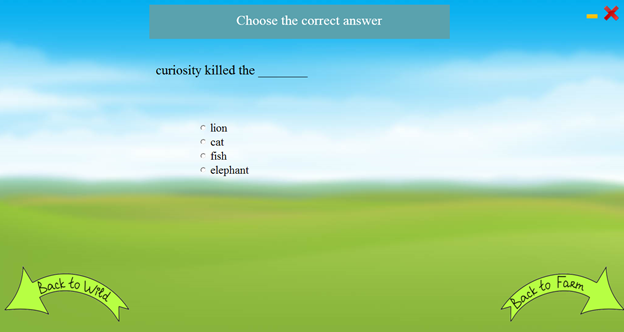 Choose the correct answer
curiosity killed the ________
lion
cat
fish
elephant
Back to Wild
Back to Farm